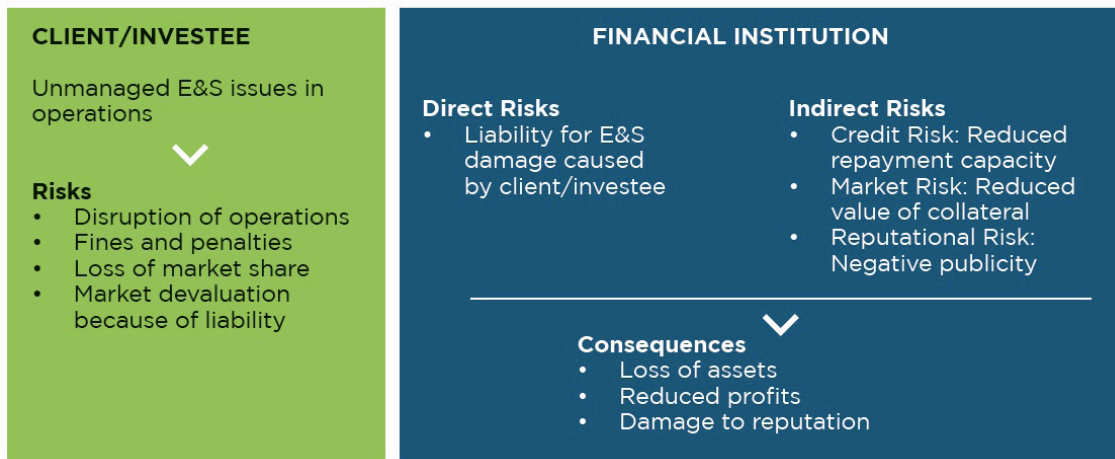 CLIENT/INVESTEE
Unmanaged E&S issues in
operations
Risks
• Disruption of operations
• Fines and penalties
• Loss of market share
• Market devaluation
because of liability
FINANCIAL INSTITUTION
Direct Risks
• Liability for E&S
damage caused
by client/investee
Indirect Risks
• Credit Risk: Reduced
repayment capacity
• Market Risk: Reduced
value of collateral
• Reputational Risk:
Negative publicity
Consequences
• Loss of assets
• Reduced profits
• Damage to reputation